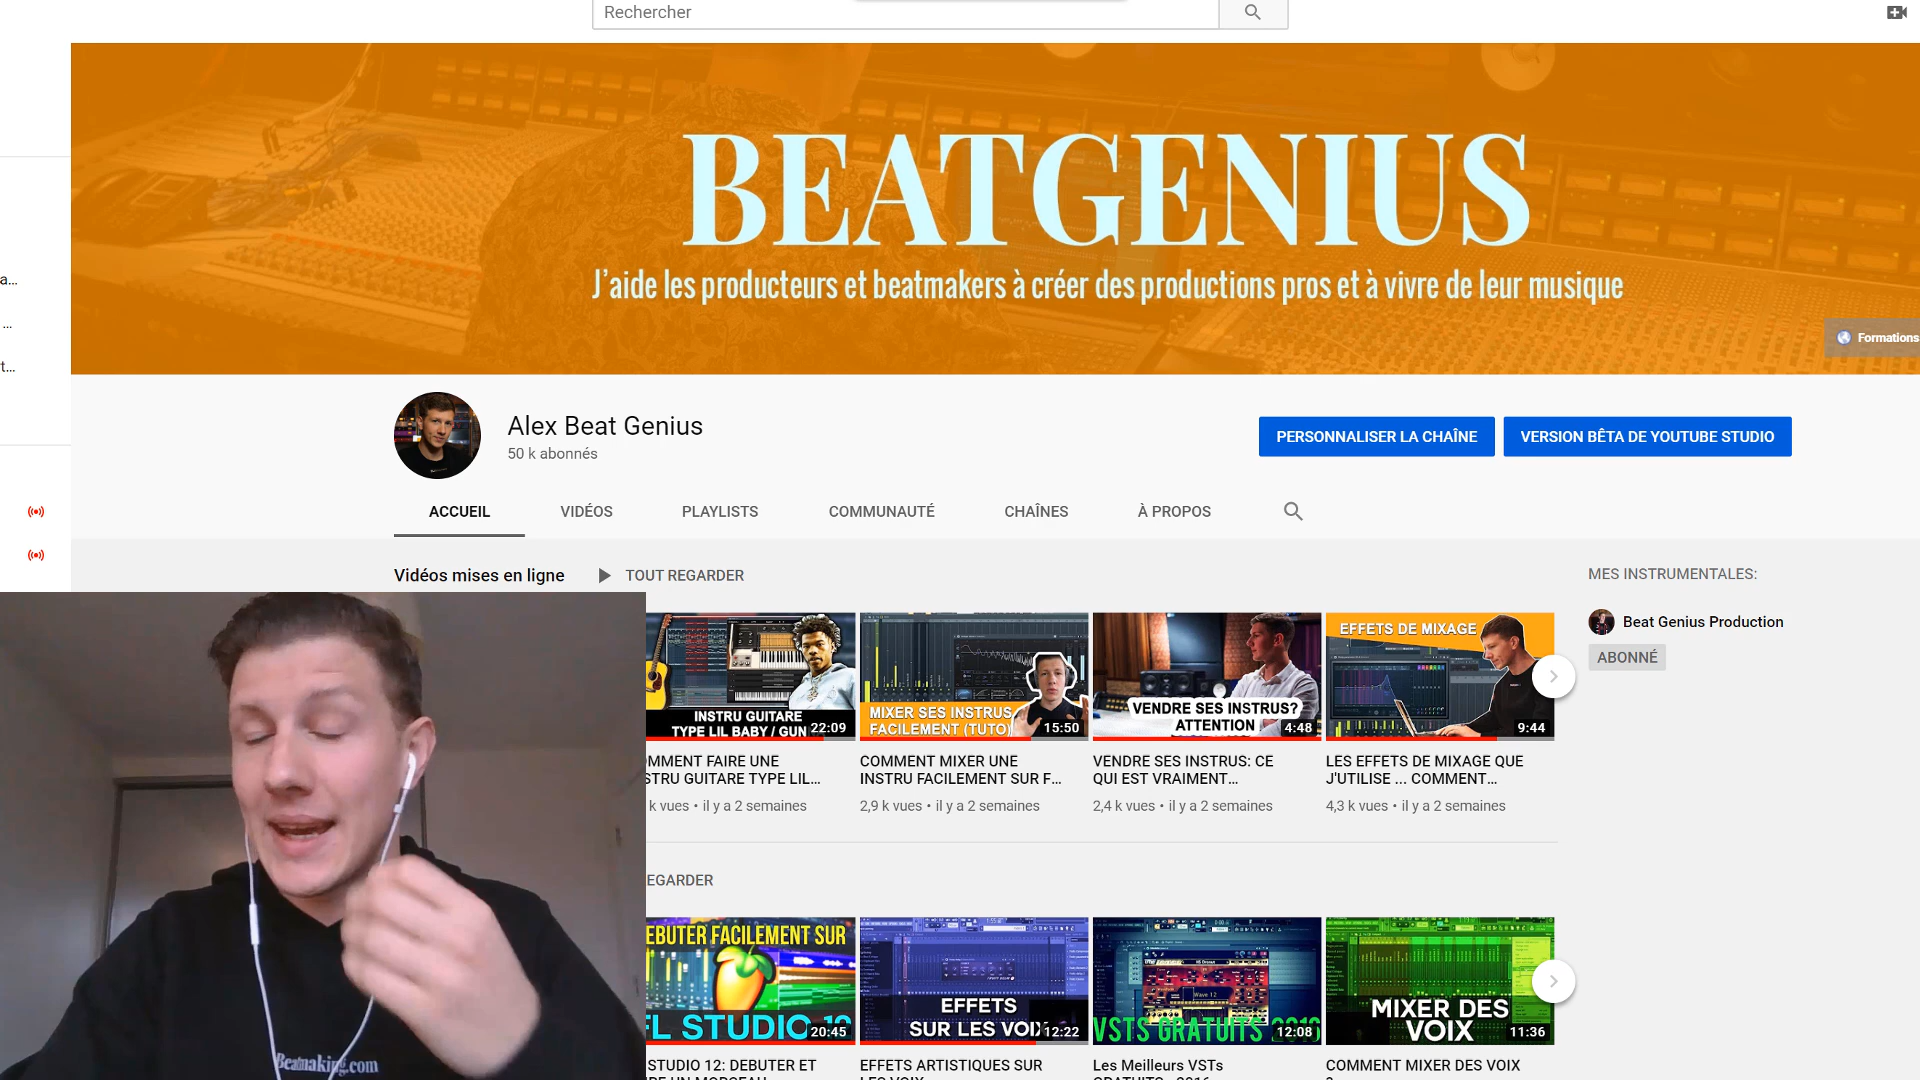 Rechercher
BEATGENIUS
J'aide les producteurs et beatmakers à créer des productions pros et à vivre de leur musique
Formations
a...
...
t...
Alex Beat Genius
50 k abonnés
PERSONNALISER LA CHAÎNE
VERSION BÊTA DE YOUTUBE STUDIO
ACCUEIL
VIDÉOS
PLAYLISTS
COMMUNAUTÉ
CHAÎNES
À PROPOS
Vidéos mises en ligne
TOUT REGARDER
MES INSTRUMENTALES:
Beat Genius Production
ABONNÉ
INSTRU GUITARE
TYPE LIL BABY / GUN
22:09
MIXER SES INSTRUS
FACILEMENT (TUTO)
15:50
VENDRE SES INSTRUS?
ATTENTION
4:48
EFFETS DE MIXAGE
9:44
OMMENT FAIRE UNE
STRU GUITARE TYPE LIL...
k vues • il y a 2 semaines
COMMENT MIXER UNE
INSTRU FACILEMENT SUR F...
2,9 k vues • il y a 2 semaines
VENDRE SES INSTRUS: CE
QUI EST VRAIMENT...
2,4 k vues • il y a 2 semaines
LES EFFETS DE MIXAGE QUE
J'UTILISE ... COMMENT...
4,3 k vues • il y a 2 semaines
EGARDER
EBUTER FACILEMENT SUR
FL STUDIO 12
20:45
EFFETS
SUR LES VOIX
12:22
VSTS GRATUITS
12:08
MIXER DES
VOIX
11:36
STUDIO 12: DEBUTER ET
EFFETS ARTISTIQUES SUR
LES VOIX
Les Meilleurs VSTs
GRATUITS - 2016
COMMENT MIXER DES VOIX
?
Beatmaking.com